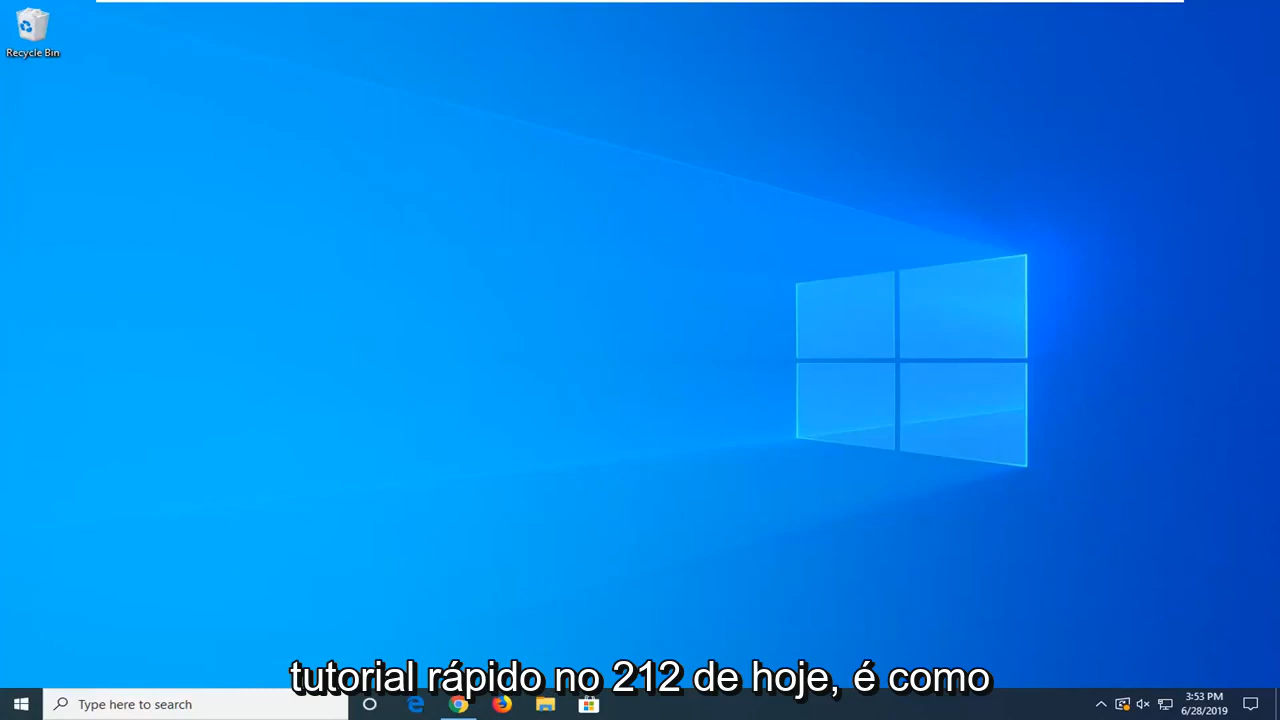 Recycle Bin
tutorial rápido no 212 de hoje, é como
Type here to search
3:53 PM
6/28/2019